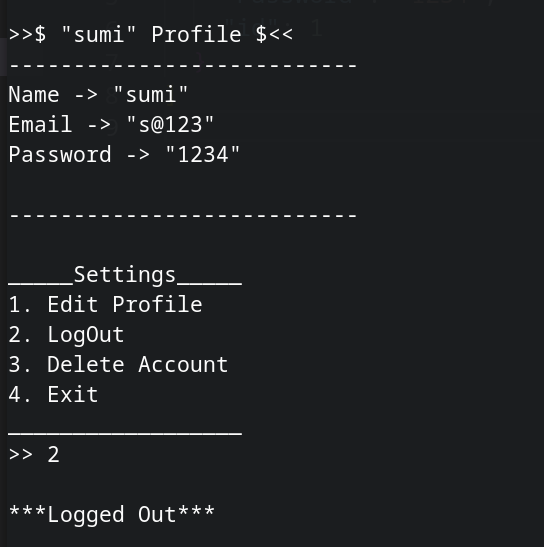 >>$ "sumi" Profile $<<
---------------------------
Name -> "sumi"
Email -> "s@123"
Password -> "1234"
---------------------------
_____Settings_____
1. Edit Profile
2. LogOut
3. Delete Account
4. Exit
__________________
>> 2
***Logged Out***